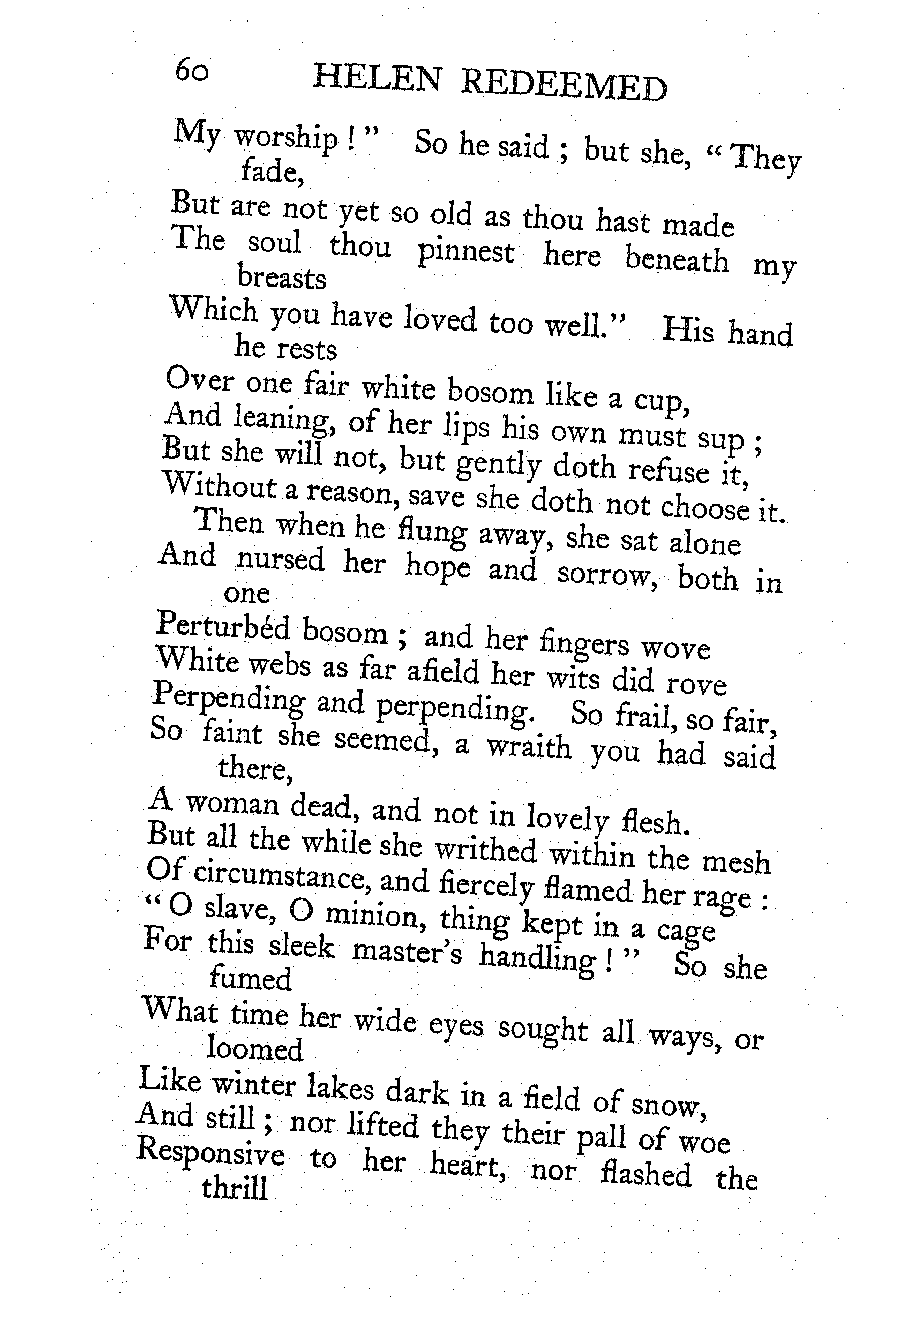 60 HELEN REDEEMED
My worship ! " So he said ; but she, " They
fade,
But are not yet so old as thou hast made
The soul thou pinnest here beneath my
breasts
Which you have loved too well." His hand
he rests
Over one fair white bosom like a cup,
And leaning, of her lips his own must sup ;
But she will not, but gently doth refuse it,
Without a reason, save she doth not choose it.
Then when he flung away, she sat alone
And nursed her hope and sorrow, both in
one
Perturbéd bosom ; and her fingers wove
White webs as far afield her wits did rove
Perpending and perpending. So frail, so fair,
So faint she seemed, a wraith you had said
there,
A woman dead, and not in lovely flesh.
But all the while she writhed within the mesh
Of circumstance, and fiercely flamed her rage :
" O slave, O minion, thing kept in a cage
For this sleek master's handling ! " So she
fumed
What time her wide eyes sought all ways, or
loomed
Like winter lakes dark in a field of snow,
And still ; nor lifted they their pall of woe
Responsive to her heart, nor flashed the
thrill